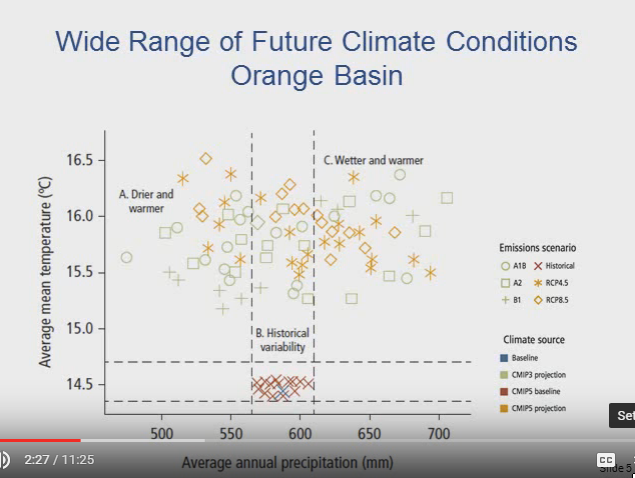 Wide Range of Future Climate Conditions
Orange Basin
C. Wetter and warmer
A. Drier and
warmer
B. Historical
variability
Average mean temperature (°C)
16.5
16.0
15.5
15.0
14.5
500 550 600 650 700
Average annual precipitation (mm)
Emissions scenario
A1B Historical
A2 RCP4.5
B1 RCP8.5
Climate source
Baseline
CMIP3 projection
CMIP5 baseline
CMIP5 projection
Set
2:27 / 11:25
CC
Slide 5